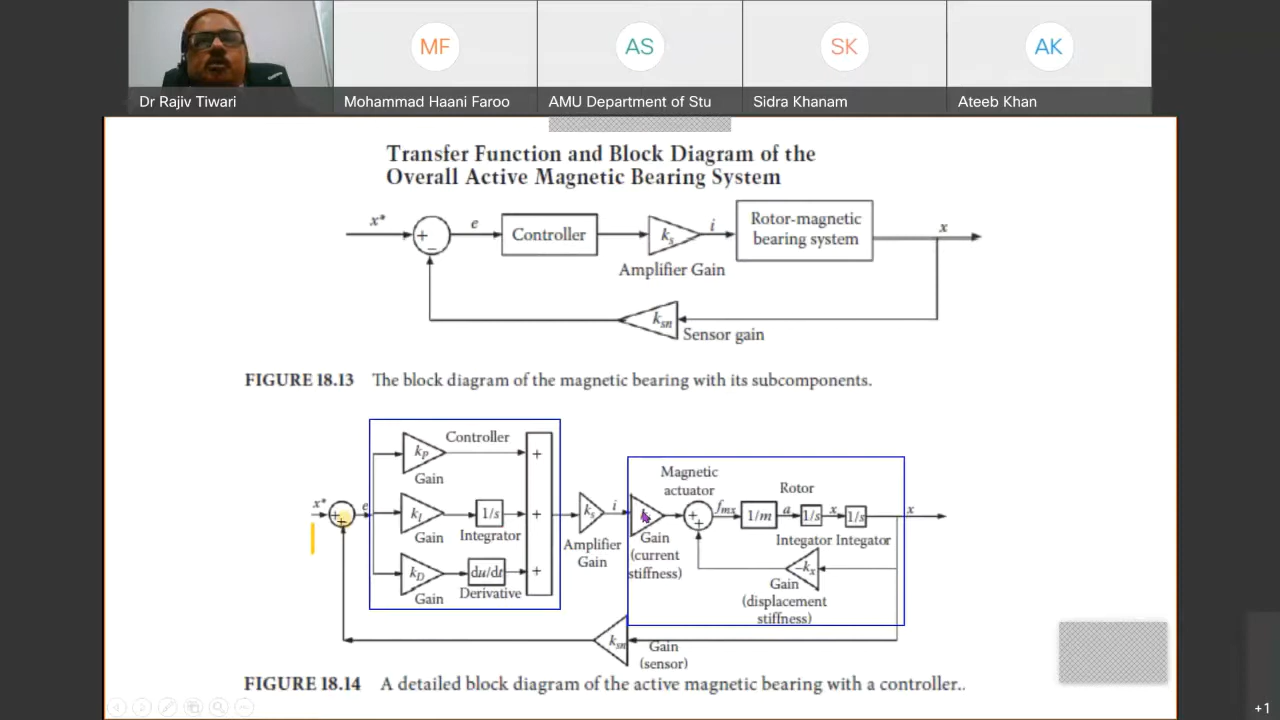 MF
AS
SK
AK
Dr Rajiv Tiwari
Mohammad Haani Faroo
AMU Department of Stu
Sidra Khanam
Ateeb Khan
Transfer Function and Block Diagram of the
Overall Active Magnetic Bearing System
x*
+
−
e
Controller
ks
i
Rotor-magnetic
bearing system
x
Amplifier Gain
ksn
Sensor gain
FIGURE 18.13 The block diagram of the magnetic bearing with its subcomponents.
Controller
kP
+
Gain
x*
e
kI
1/s
+
Gain
Integrator
kD
du/dt
+
Gain
Derivative
ks
i
Amplifier
Gain
Magnetic
actuator
Gain
(current
stiffness)
+
+
fmx
1/m
a
Rotor
1/s
x
1/s
x
Integator Integrator
−kx
Gain
(displacement
stiffness)
ksn
Gain
(sensor)
FIGURE 18.14 A detailed block diagram of the active magnetic bearing with a controller..
+1